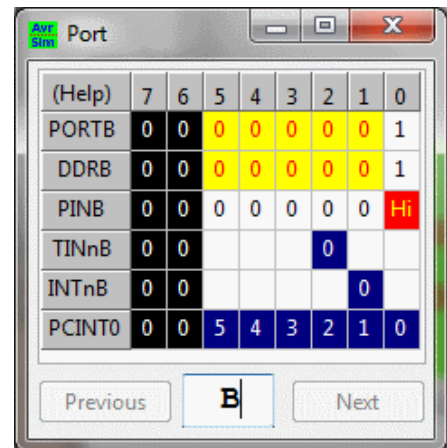 Avr Sim Port
(Help) 7 6 5 4 3 2 1 0
PORTB 0 0 0 0 0 0 0 1
DDRB 0 0 0 0 0 0 0 1
PINB 0 0 0 0 0 0 0 Hi
TINnB 0 0 0
INTnB 0 0 0
PCINT0 0 0 5 4 3 2 1 0
Previous B Next